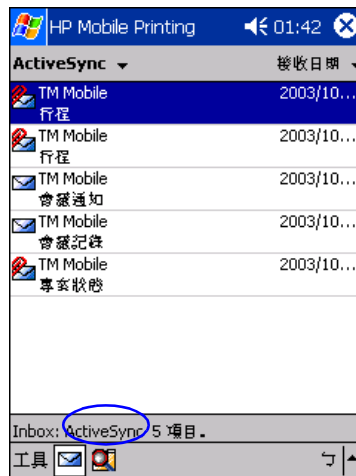 HP Mobile Printing 01:42
ActiveSync 接收日期
TM Mobile 2003/10...
行程
TM Mobile 2003/10...
行程
TM Mobile 2003/10...
會議通知
TM Mobile 2003/10...
會議記錄
TM Mobile 2003/10...
專案狀態
Inbox: ActiveSync 5 項目.
工具 ㄅ